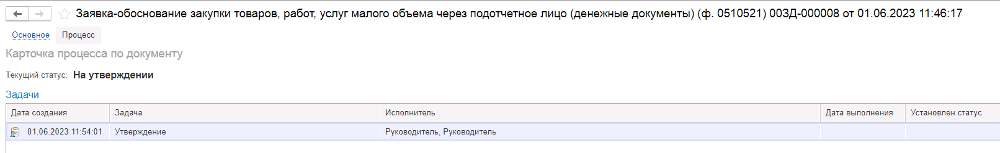 Заявка-обоснование закупки товаров, работ, услуг малого объема через подотчетное лицо (денежные документы) (ф. 0510521) 00ЗД-000008 от 01.06.2023 11:46:17
Основное Процесс
Карточка процесса по документу
Текущий статус: На утверждении
Задачи
Дата создания Задача Исполнитель Дата выполнения Установлен статус
01.06.2023 11:54:01 Утверждение Руководитель, Руководитель